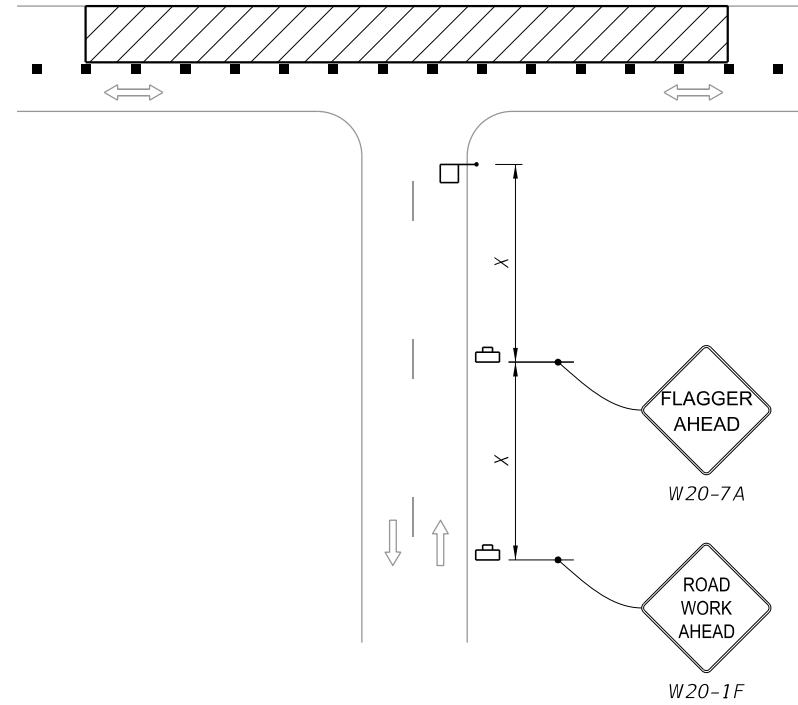 X
FLAGGER
AHEAD
W20-7A
X
ROAD
WORK
AHEAD
W20-1F